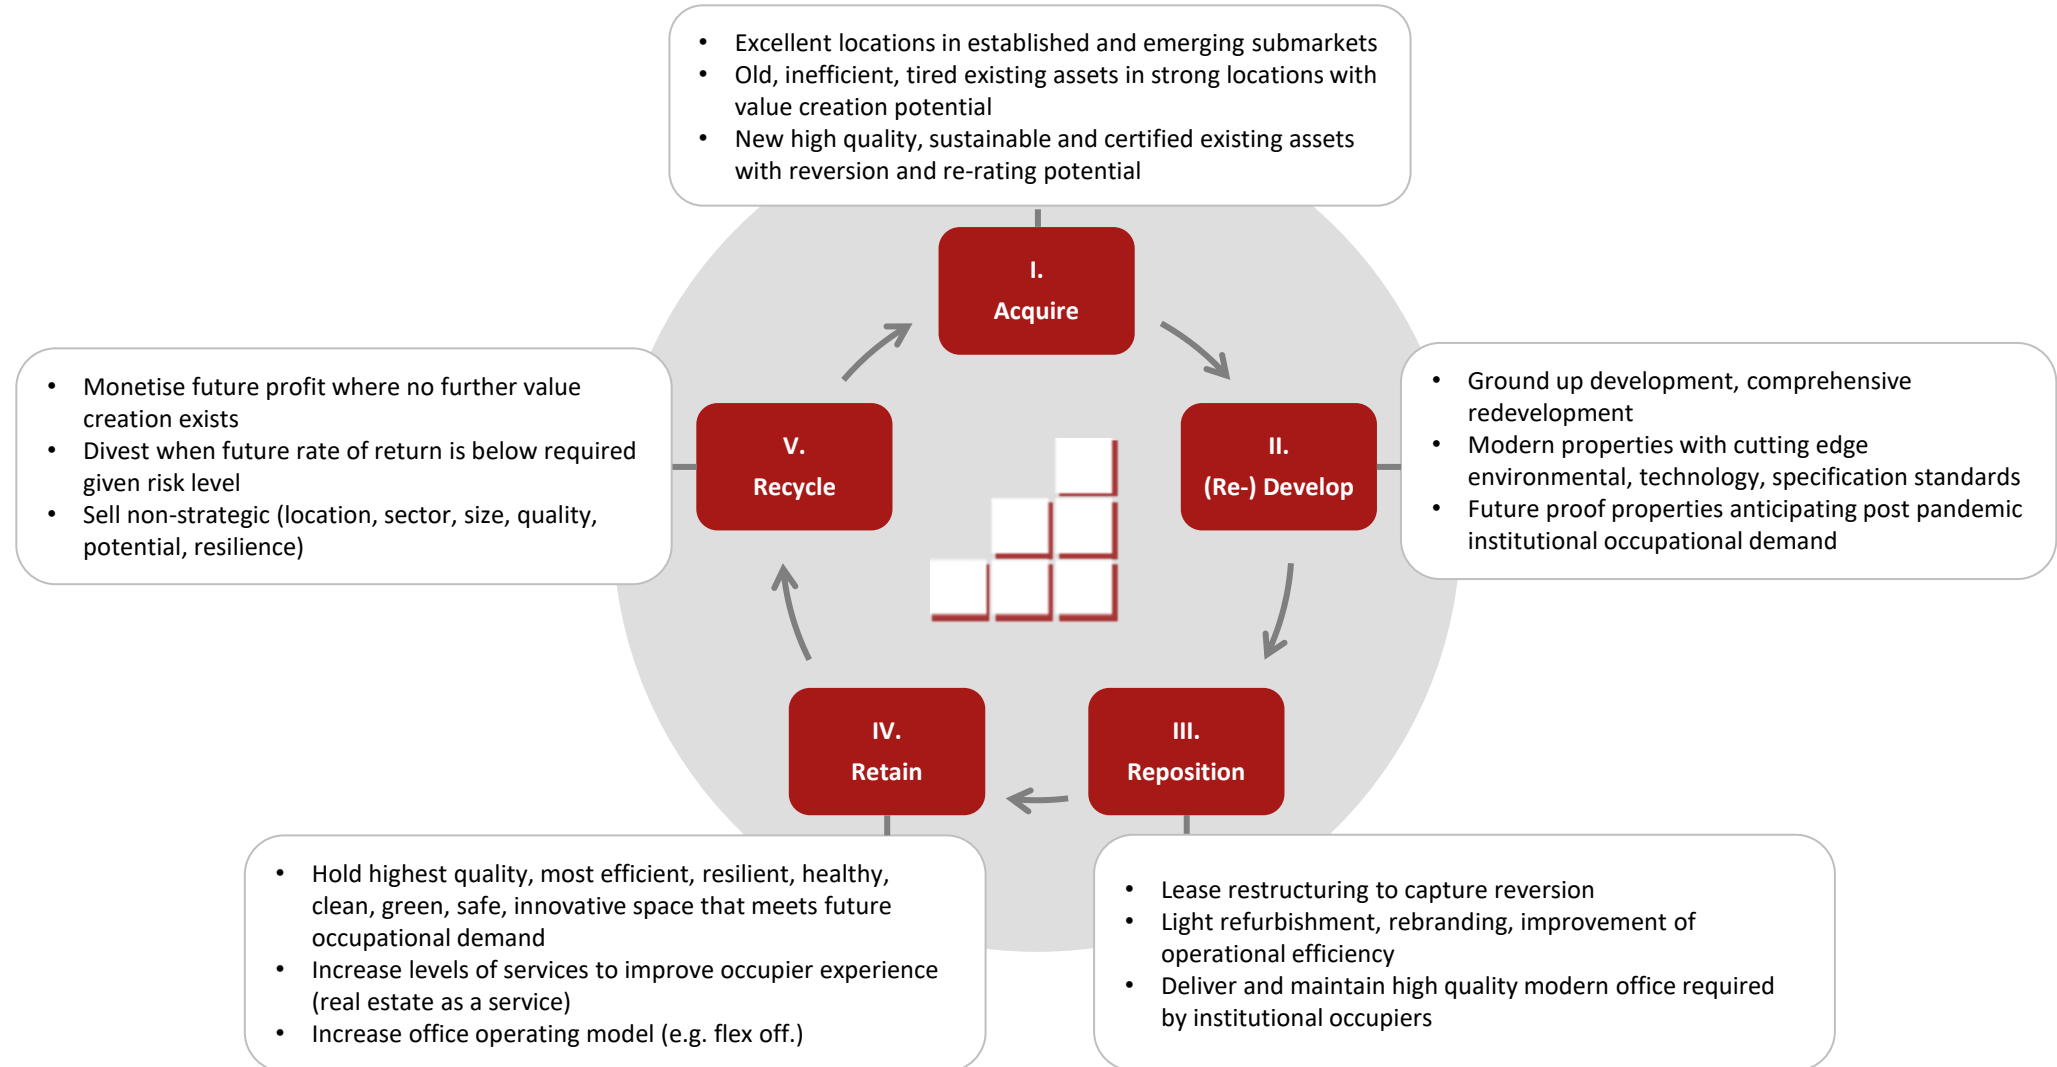 • Excellent locations in established and emerging submarkets
• Old, inefficient, tired existing assets in strong locations with
value creation potential
• New high quality, sustainable and certified existing assets
with reversion and re-rating potential
I.
Acquire
• Monetise future profit where no further value
creation exists
• Divest when future rate of return is below required
given risk level
• Sell non-strategic (location, sector, size, quality,
potential, resilience)
V.
Recycle
II.
(Re-) Develop
• Ground up development, comprehensive
redevelopment
• Modern properties with cutting edge
environmental, technology, specification standards
• Future proof properties anticipating post pandemic
institutional occupational demand
IV.
Retain
III.
Reposition
• Hold highest quality, most efficient, resilient, healthy,
clean, green, safe, innovative space that meets future
occupational demand
• Increase levels of services to improve occupier experience
(real estate as a service)
• Increase office operating model (e.g. flex off.)
• Lease restructuring to capture reversion
• Light refurbishment, rebranding, improvement of
operational efficiency
• Deliver and maintain high quality modern office required
by institutional occupiers